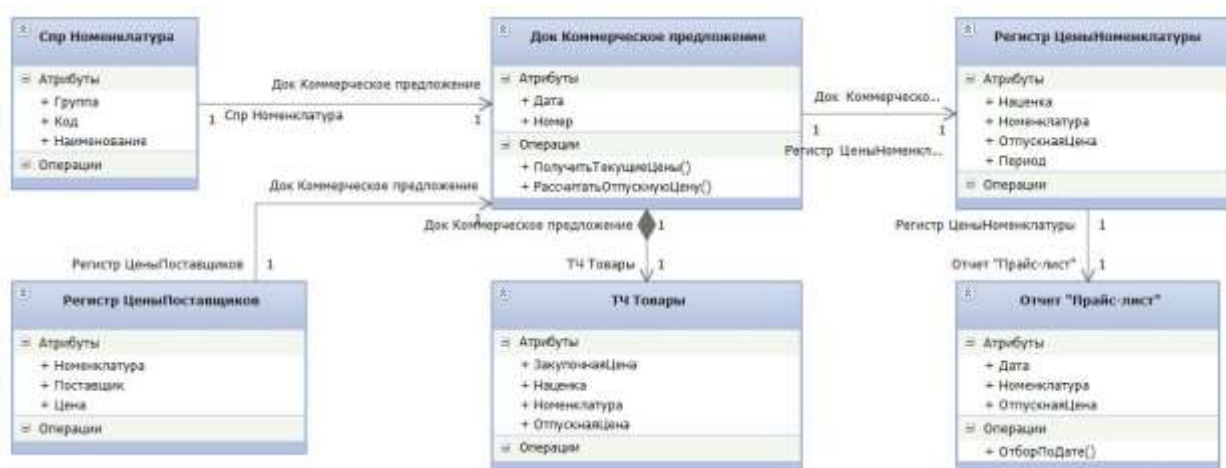 Спр Номенклатура
Атрибуты
+ Группа
+ Код
+ Наименование
Операции
Док Коммерческое предложение
1 Спр Номенклатура
1
Док Коммерческое предложение
Атрибуты
+ Дата
+ Номер
Операции
+ ПолучитьТекущиеЦены()
+ РассчитатьОтпускнуюЦену()
Док Коммерческо...
1
1
Регистр ЦеныНоменкл...
Регистр ЦеныНоменклатуры
Атрибуты
+ Наценка
+ Номенклатура
+ ОтпускнаяЦена
+ Период
Операции
Док Коммерческое предложение
1
Регистр ЦеныПоставщиков 1
Док Коммерческое предложение 1
ТЧ Товары 1
Регистр ЦеныНоменклатуры 1
Отчет "Прайс-лист" 1
Регистр ЦеныПоставщиков
Атрибуты
+ Номенклатура
+ Поставщик
+ Цена
Операции
ТЧ Товары
Атрибуты
+ ЗакупочнаяЦена
+ Наценка
+ Номенклатура
+ ОтпускнаяЦена
Операции
Отчет "Прайс-лист"
Атрибуты
+ Дата
+ Номенклатура
+ ОтпускнаяЦена
Операции
+ ОтборПоДате()